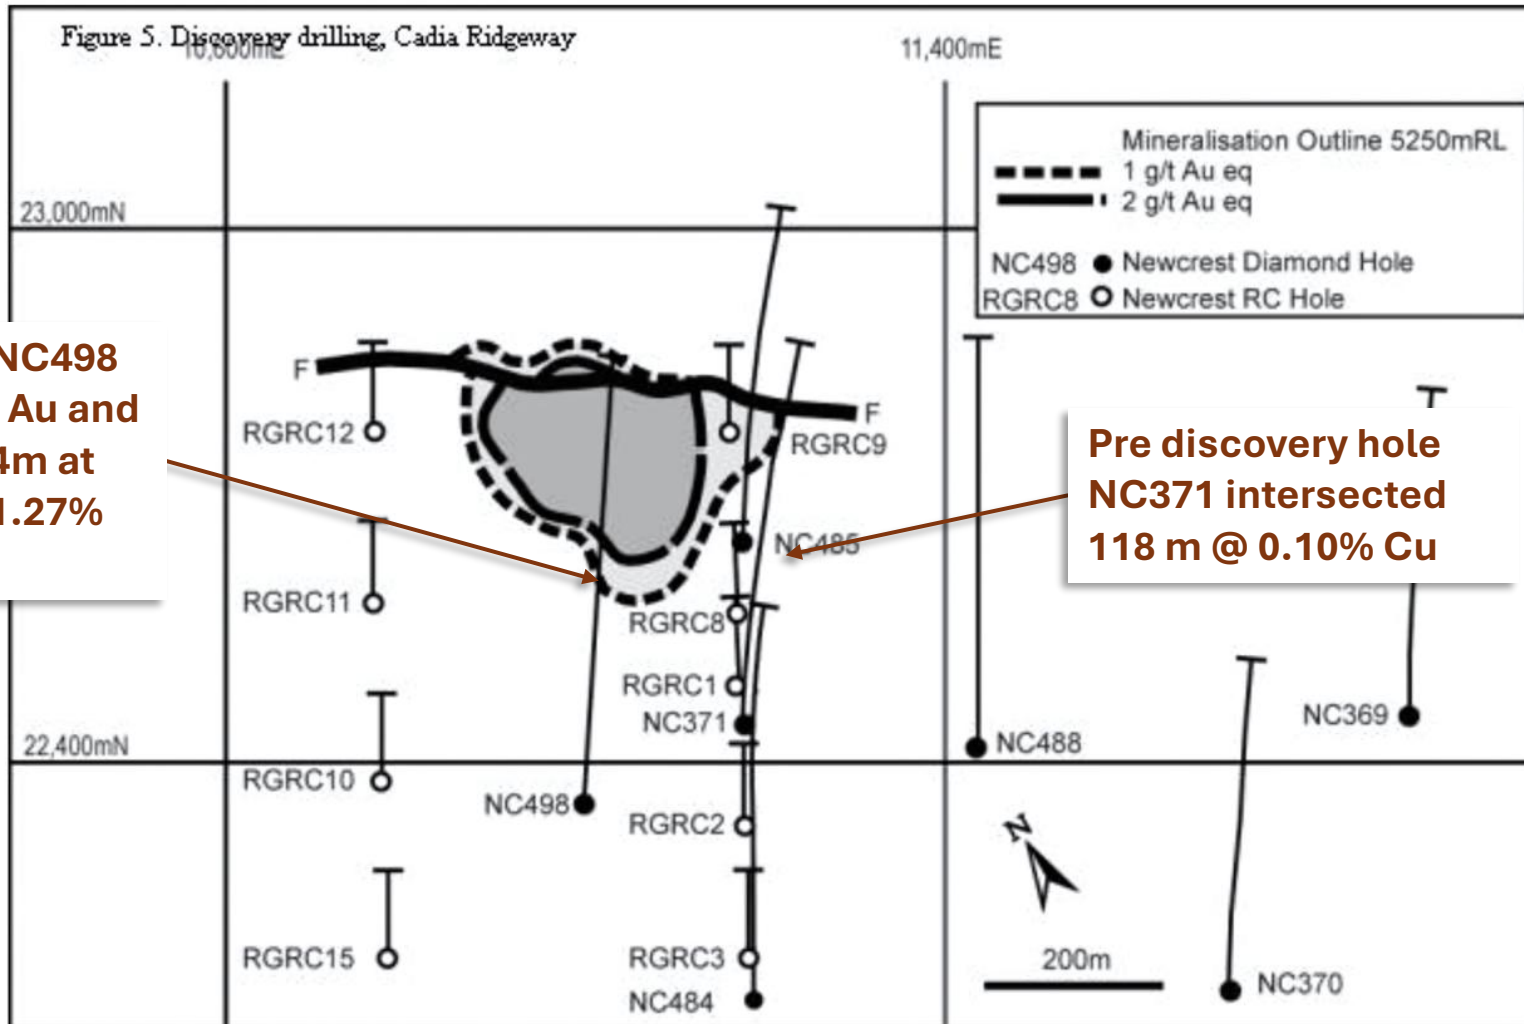 Figure 5. Discovery drilling, Cadia Ridgeway
10,600mE
11,400mE
Mineralisation Outline 5250mRL
1 g/t Au eq
2 g/t Au eq
NC498 Newcrest Diamond Hole
RGRC8 Newcrest RC Hole
23,000mN
NC498
Au and
4m at
1.27%
F
F
RGRC12
RGRC9
Pre discovery hole
NC371 intersected
118 m @ 0.10% Cu
NC485
RGRC11
RGRC8
RGRC1
NC371
NC369
NC488
22,400mN
RGRC10
NC498
RGRC2
N
RGRC15
RGRC3
200m
NC370
NC484